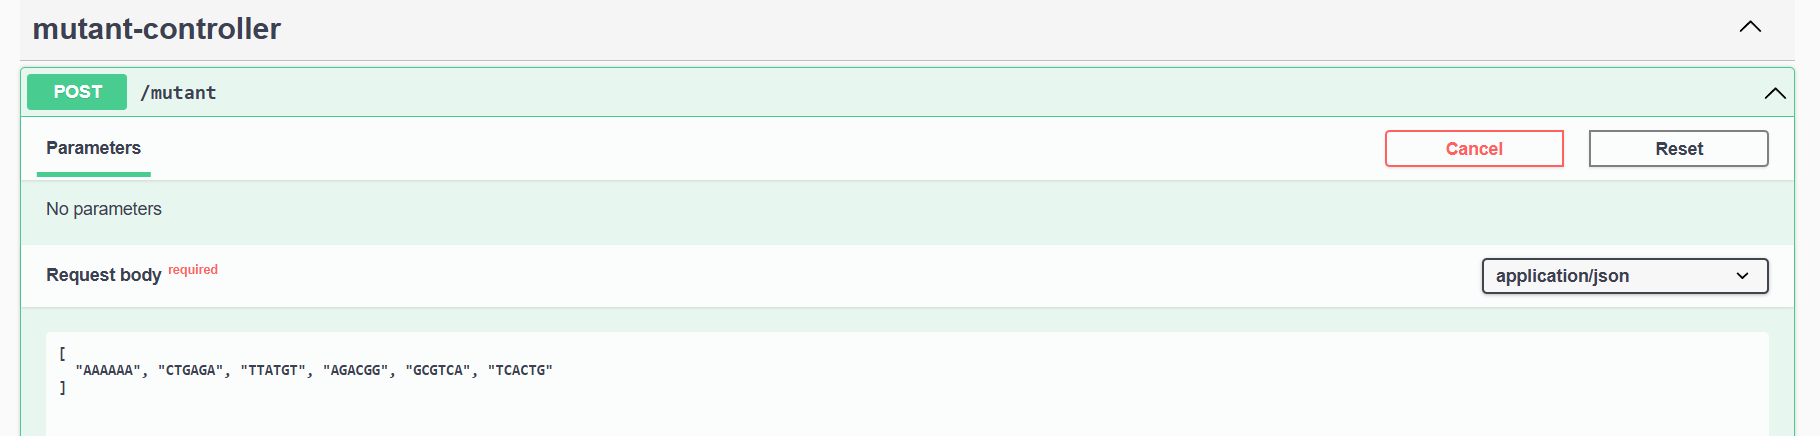 mutant-controller
POST /mutant
Parameters
Cancel
Reset
No parameters
Request body required
application/json
[
"AAAAAA", "CTGAGA", "TTATGT", "AGACGG", "GCGTCA", "TCACTG"
]